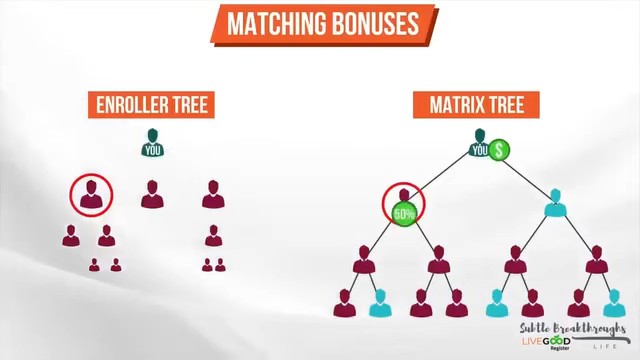 MATCHING BONUSES
ENROLLER TREE
MATRIX TREE
YOU
YOU
$
50%
Subtle Breakthroughs
LIFE
LIVEGOOD
Register